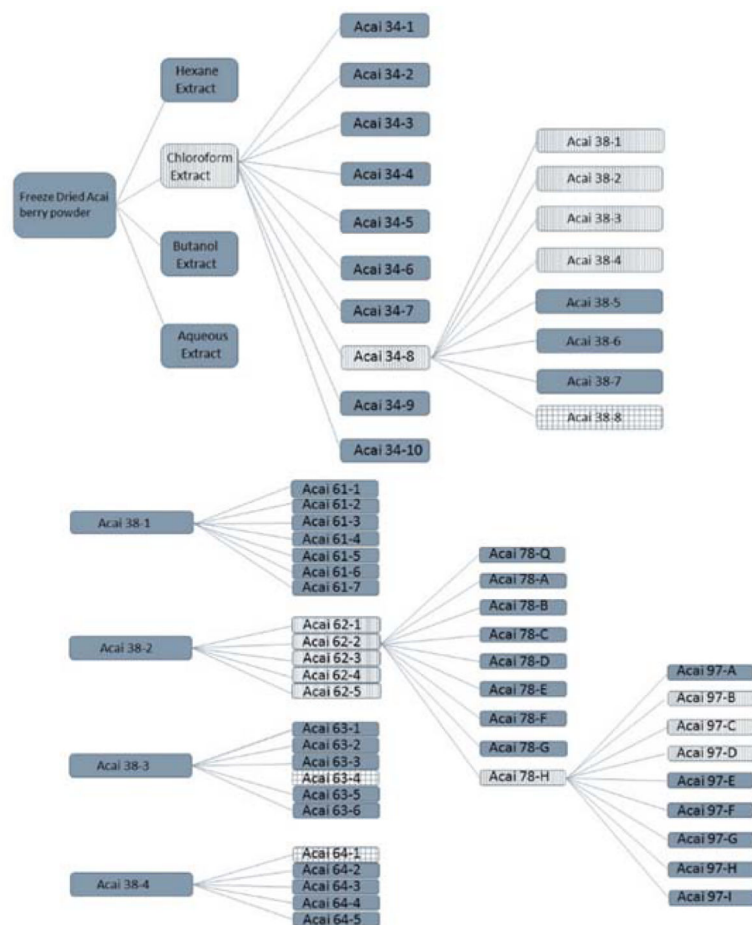 Freeze Dried Acai
berry powder
Hexane
Extract
Chloroform
Extract
Butanol
Extract
Aqueous
Extract
Acai 34-1
Acai 34-2
Acai 34-3
Acai 34-4
Acai 34-5
Acai 34-6
Acai 34-7
Acai 34-8
Acai 34-9
Acai 34-10
Acai 38-1
Acai 38-2
Acai 38-3
Acai 38-4
Acai 38-5
Acai 38-6
Acai 38-7
Acai 38-8
Acai 38-1
Acai 61-1
Acai 61-2
Acai 61-3
Acai 61-4
Acai 61-5
Acai 61-6
Acai 61-7
Acai 38-2
Acai 62-1
Acai 62-2
Acai 62-3
Acai 62-4
Acai 62-5
Acai 38-3
Acai 63-1
Acai 63-2
Acai 63-3
Acai 63-4
Acai 63-5
Acai 63-6
Acai 38-4
Acai 64-1
Acai 64-2
Acai 64-3
Acai 64-4
Acai 64-5
Acai 78-Q
Acai 78-A
Acai 78-B
Acai 78-C
Acai 78-D
Acai 78-E
Acai 78-F
Acai 78-G
Acai 78-H
Acai 97-A
Acai 97-B
Acai 97-C
Acai 97-D
Acai 97-E
Acai 97-F
Acai 97-G
Acai 97-H
Acai 97-I